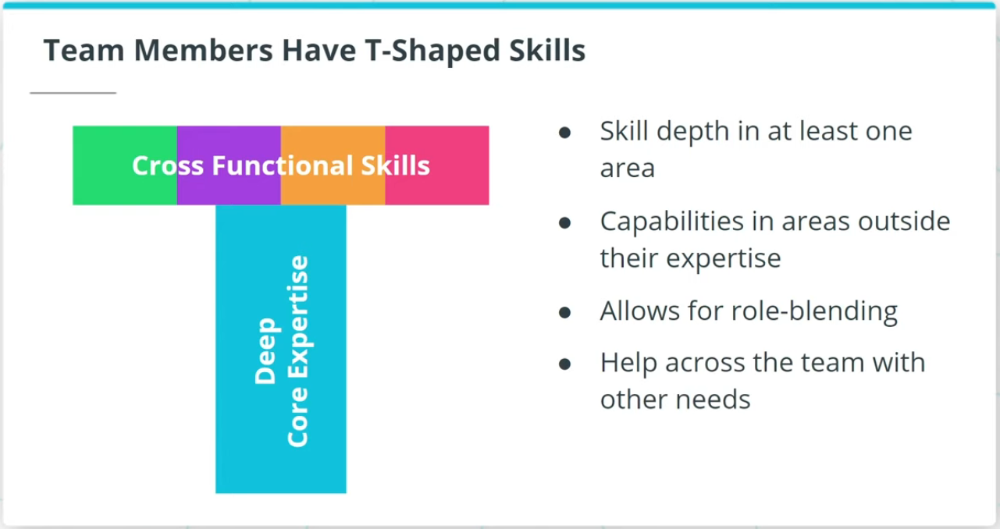 Team Members Have T-Shaped Skills
Cross Functional Skills
Deep
Core Expertise
● Skill depth in at least one
area
● Capabilities in areas outside
their expertise
● Allows for role-blending
● Help across the team with
other needs